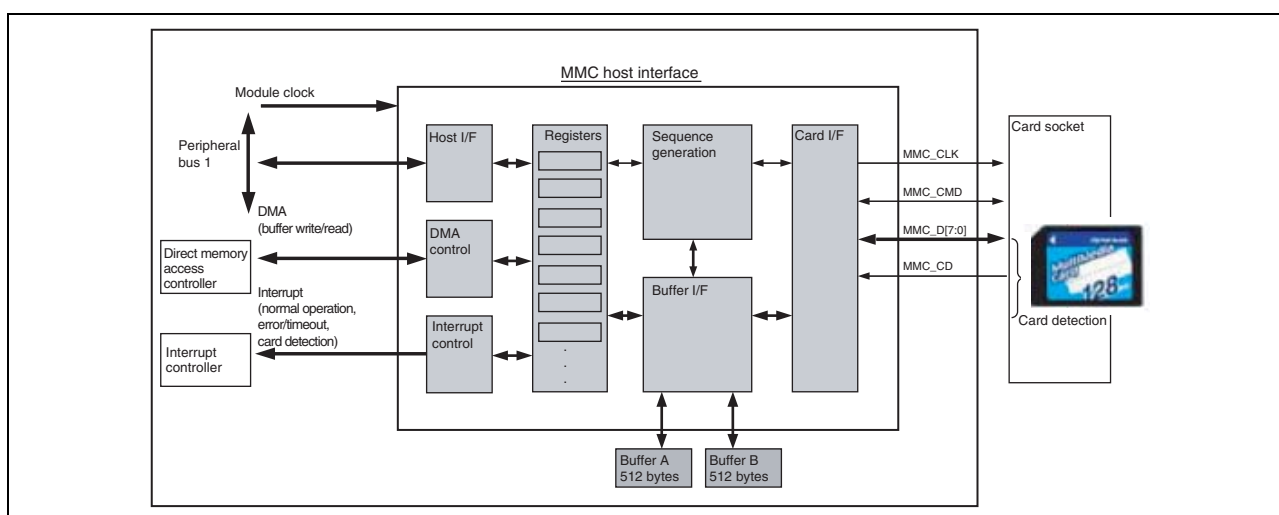 MMC host interface
Module clock
Peripheral
bus 1
Host I/F
Registers
Sequence
generation
Card I/F
Card socket
MMC_CLK
MMC_CMD
MMC_D[7:0]
MMC_CD
DMA
(buffer write/read)
DMA
control
Direct memory
access
controller
Interrupt
(normal operation,
error/timeout,
card detection)
Buffer I/F
MultiMedia
Card
128
Card detection
Interrupt
control
Interrupt
controller
.
.
.
Buffer A
512 bytes
Buffer B
512 bytes